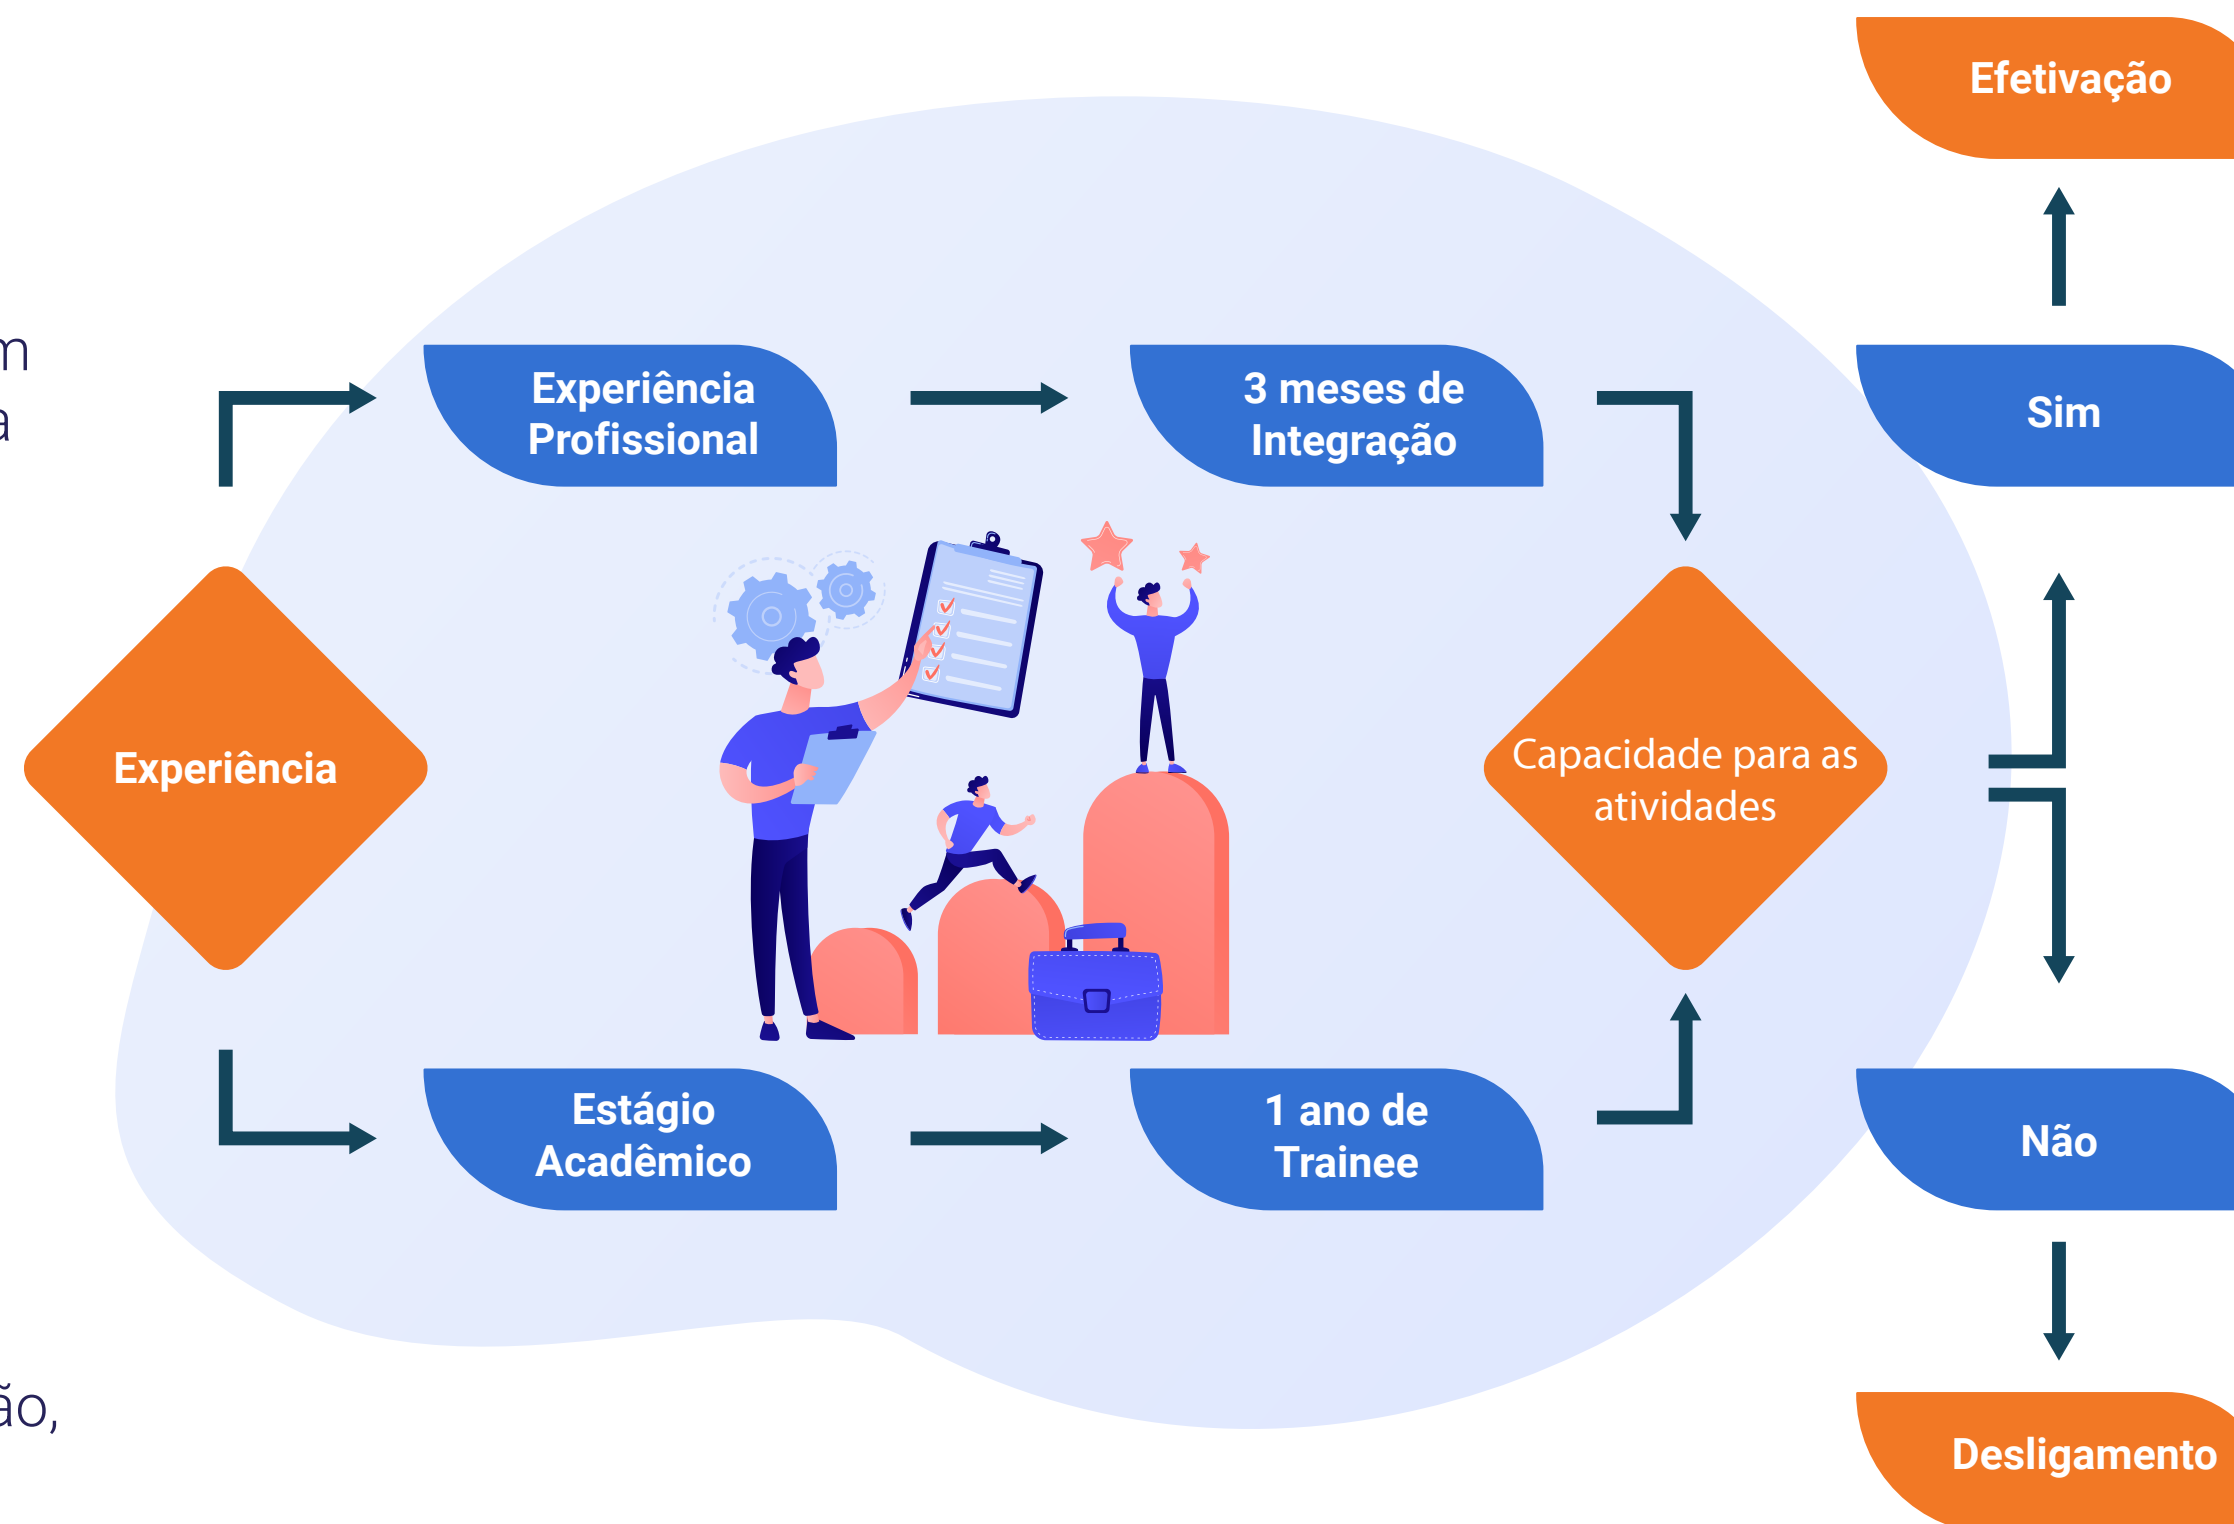 Efetivação
m
a
Experiência
Profissional
3 meses de
Integração
Sim
Experiência
Capacidade para as
atividades
Estágio
Acadêmico
1 ano de
Trainee
Não
ão,
Desligamento